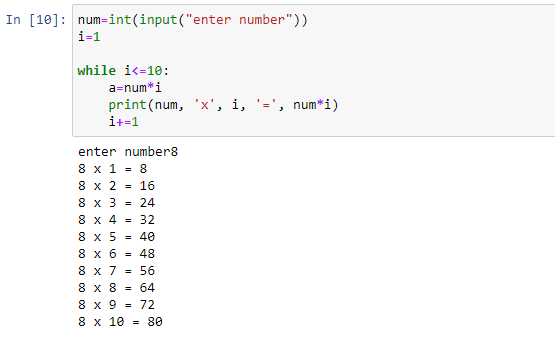 In [10]: num=int(input("enter number"))
i=1

while i<=10:
    a=num*i
    print(num, 'x', i, '=', num*i)
    i+=1
enter number8
8 x 1 = 8
8 x 2 = 16
8 x 3 = 24
8 x 4 = 32
8 x 5 = 40
8 x 6 = 48
8 x 7 = 56
8 x 8 = 64
8 x 9 = 72
8 x 10 = 80